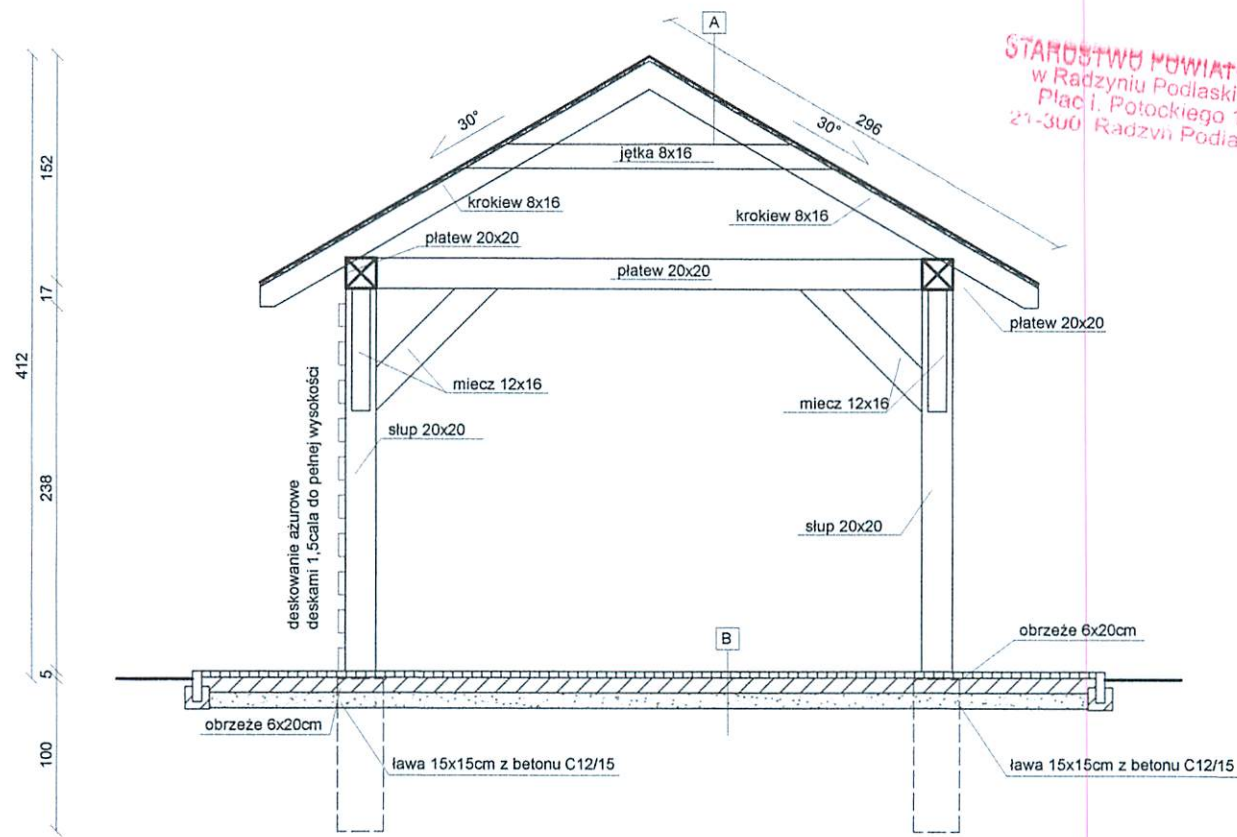 A
STAROSTWO POWIAT
w Radzyniu Podlaski
Plac i. Potockiego 1
21-300 Radzyń Podla
30°
30°
296
jętka 8x16
krokiew 8x16
krokiew 8x16
płatew 20x20
płatew 20x20
płatew 20x20
152
17
412
238
5
100
miecz 12x16
miecz 12x16
słup 20x20
słup 20x20
deskowanie ażurowe
deskami 1,5cala do pełnej wysokości
B
obrzeże 6x20cm
obrzeże 6x20cm
ława 15x15cm z betonu C12/15
ława 15x15cm z betonu C12/15